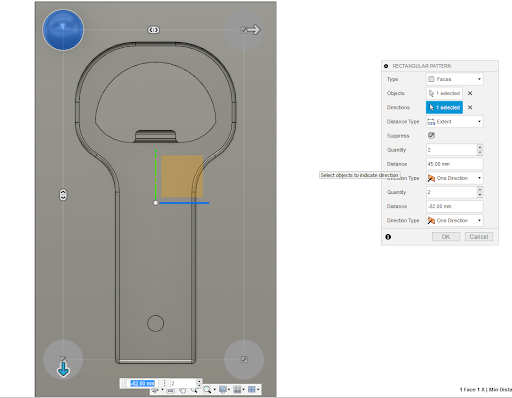 RECTANGULAR PATTERN
Type Faces
Objects 1 selected
Directions 1 selected
Distance Type Extent
Suppress
Quantity 2
Distance 45.00 mm
Select objects to indicate direction
Direction Type One Direction
Quantity 2
Distance -82.00 mm
Direction Type One Direction
OK Cancel
-82.00 mm 2
1 Face 1 X | Min Dista